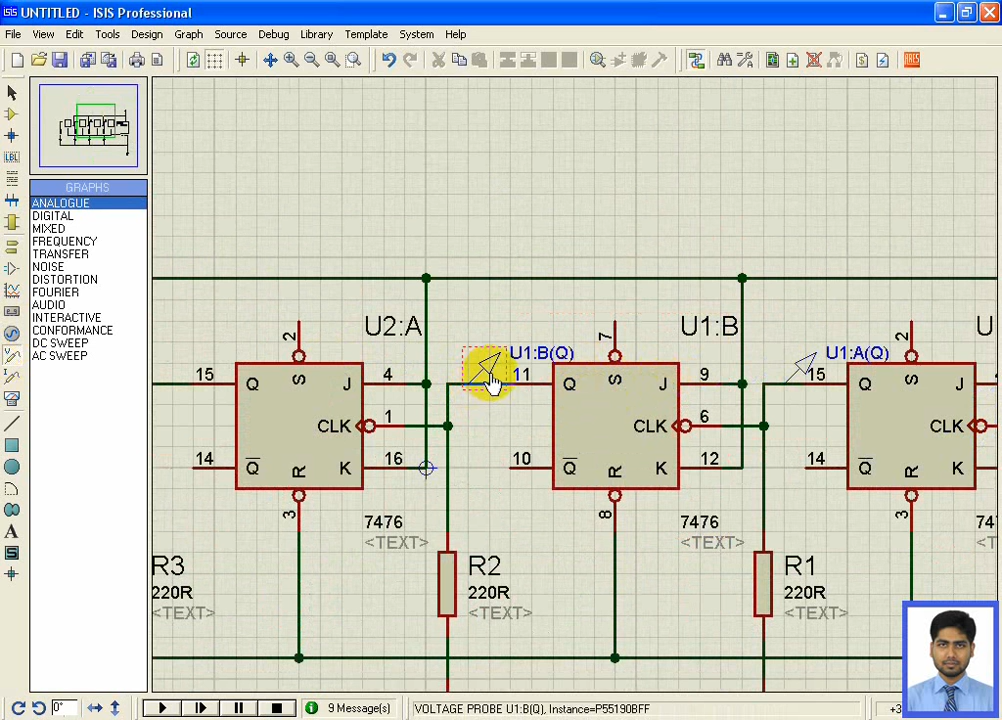 UNTITLED - ISIS Professional
File View Edit Tools Design Graph Source Debug Library Template System Help
LBL
ARES
GRAPHS
ANALOGUE
DIGITAL
MIXED
FREQUENCY
TRANSFER
NOISE
DISTORTION
FOURIER
AUDIO
INTERACTIVE
CONFORMANCE
DC SWEEP
AC SWEEP
A
S
U2:A U1:B U
2 7 2
U1:B(Q) U1:A(Q)
15 Q S J 4 11 Q S J 9 15 Q S
CLK 1 CLK 6 CLK
14 Q R K 16 10 Q R K 12 14 Q R
3 8 3
7476 7476 74
<TEXT> <TEXT> <T
R3 R2 R1
220R 220R 220R
<TEXT> <TEXT> <TEXT>
0° 9 Message(s) VOLTAGE PROBE U1:B(Q), Instance=P55190BFF +3